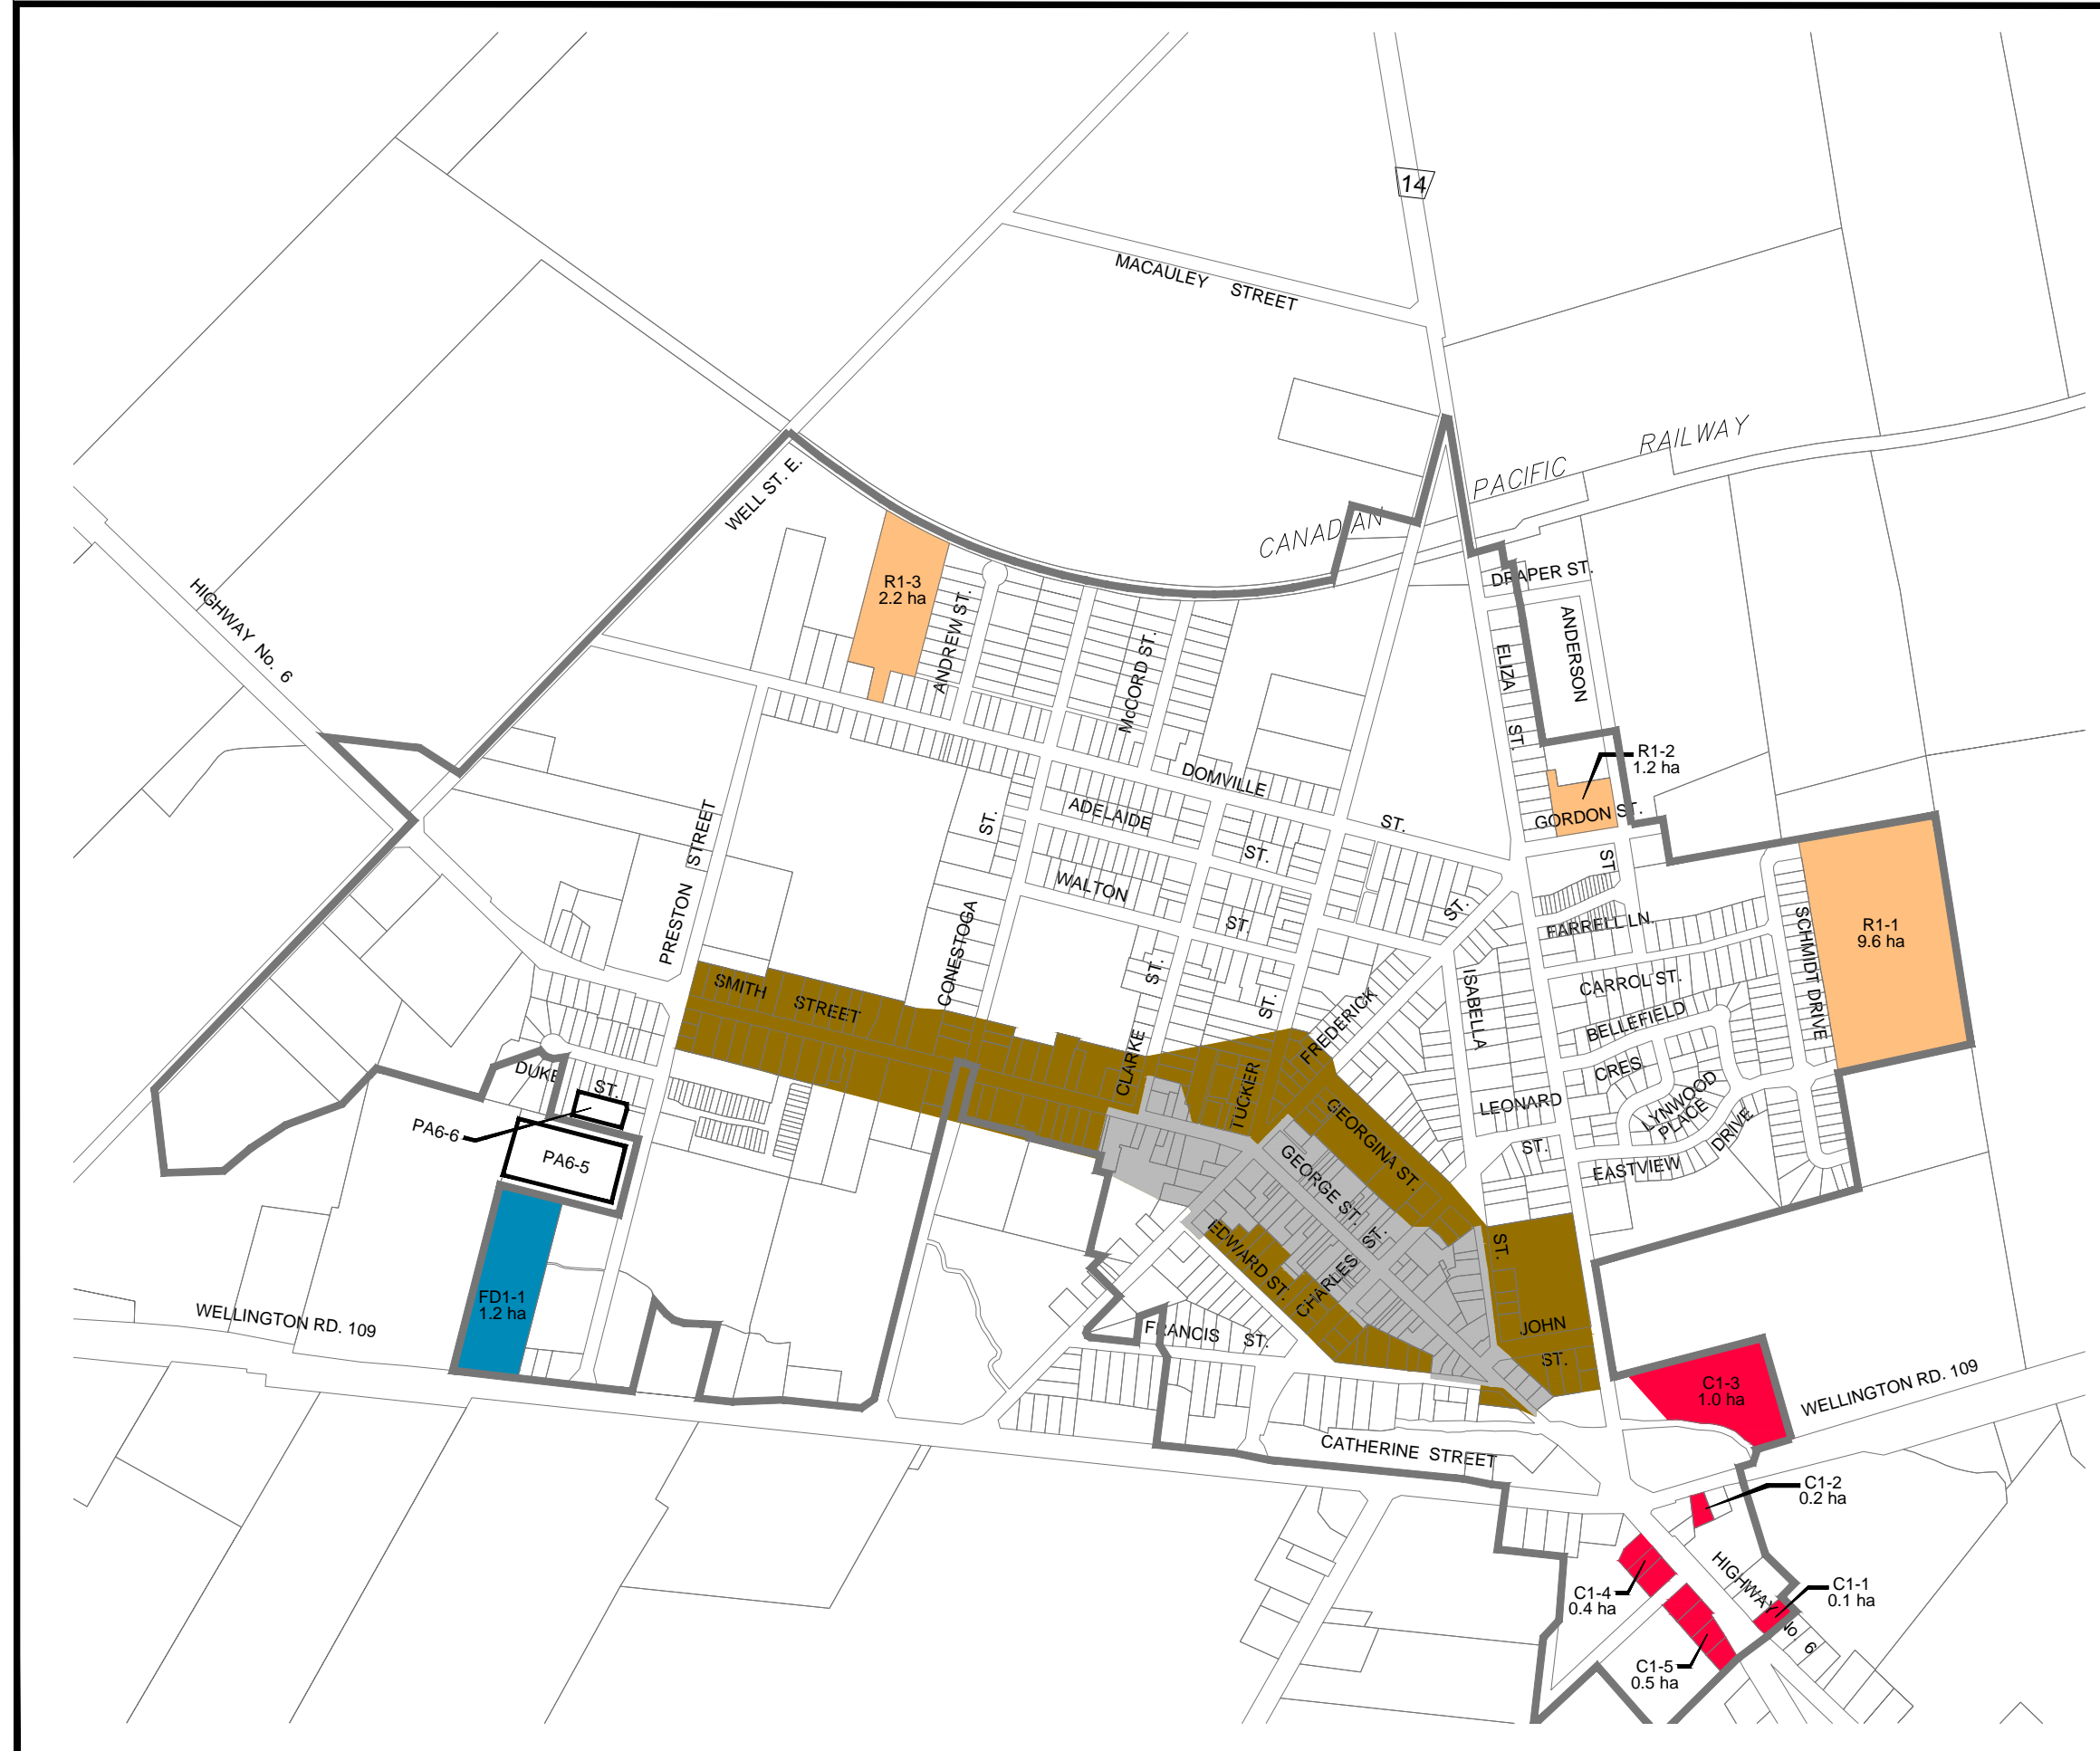 14
MACAULEY STREET
CANADIAN PACIFIC RAILWAY
WELL ST. E.
HIGHWAY No. 6
R1-3
2.2 ha
ANDREW ST.
McCORD ST.
DRAPER ST.
ANDERSON
ST
ELIZA ST.
R1-2
1.2 ha
GORDON ST.
DOMVILLE ST.
ADELAIDE ST.
WALTON ST.
PRESTON STREET
CONESTOGA ST.
CLARKE ST.
TUCKER ST.
FREDERICK ST.
ISABELLA ST.
FARRELL LN.
CARROL ST.
BELLEFIELD
CRES
SCHMIDT DRIVE
R1-1
9.6 ha
LYNWOOD
PLACE
LEONARD ST.
EASTVIEW DRIVE
SMITH STREET
DUKE ST.
PA6-6
PA6-5
GEORGINA ST.
GEORGE ST.
EDWARD ST.
CHARLES ST.
FRANCIS ST.
JOHN
ST.
FD1-1
1.2 ha
WELLINGTON RD. 109
C1-3
1.0 ha
WELLINGTON RD. 109
CATHERINE STREET
C1-2
0.2 ha
HIGHWAY No 6
C1-1
0.1 ha
C1-4
0.4 ha
C1-5
0.5 ha